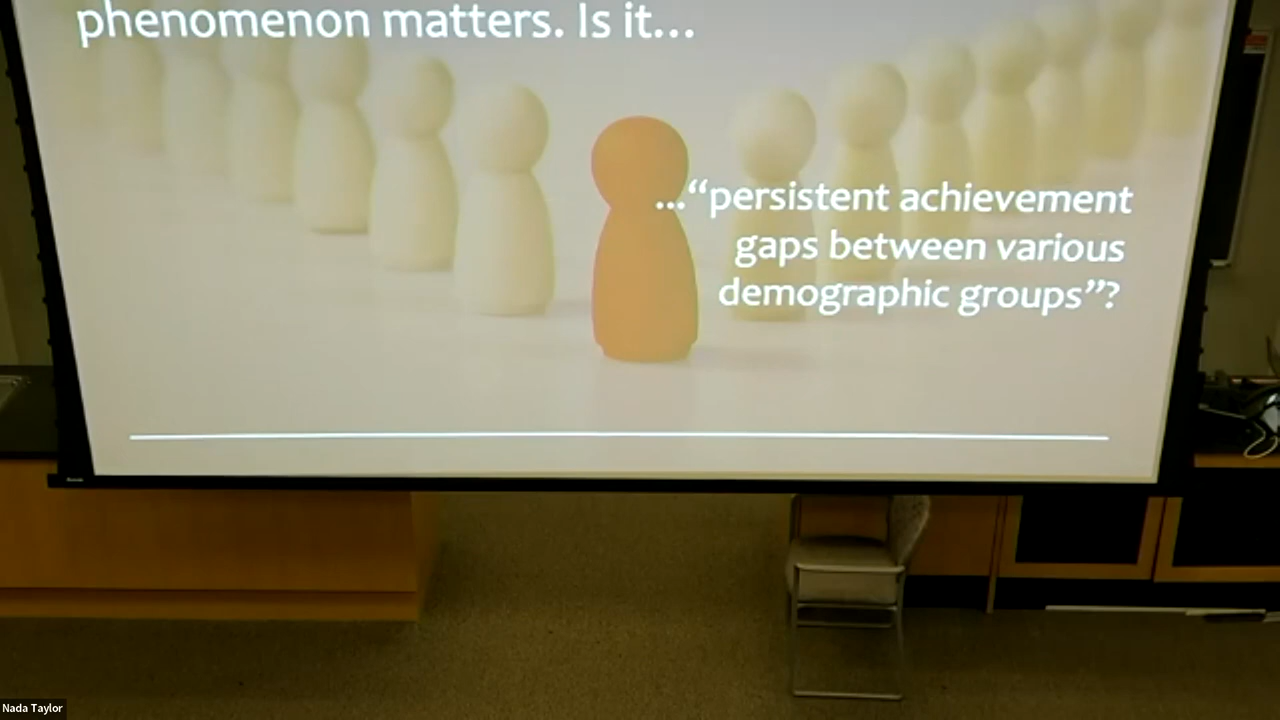 phenomenon matters. Is it...
..."persistent achievement
gaps between various
demographic groups"?
Nada Taylor